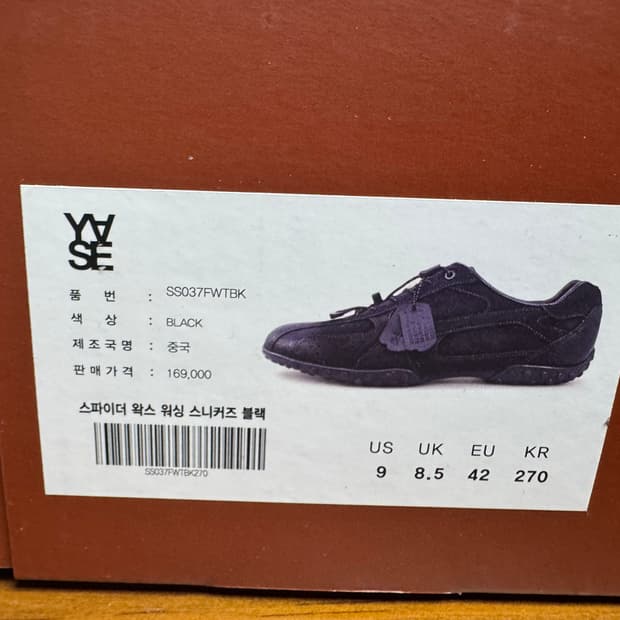 YASE
품 번 : SS037FWTBK
색 상 : BLACK
제조국명 : 중국
판매가격 : 169,000
스파이더 왁스 워싱 스니커즈 블랙
SS037FWTBK270
US UK EU KR
9 8.5 42 270